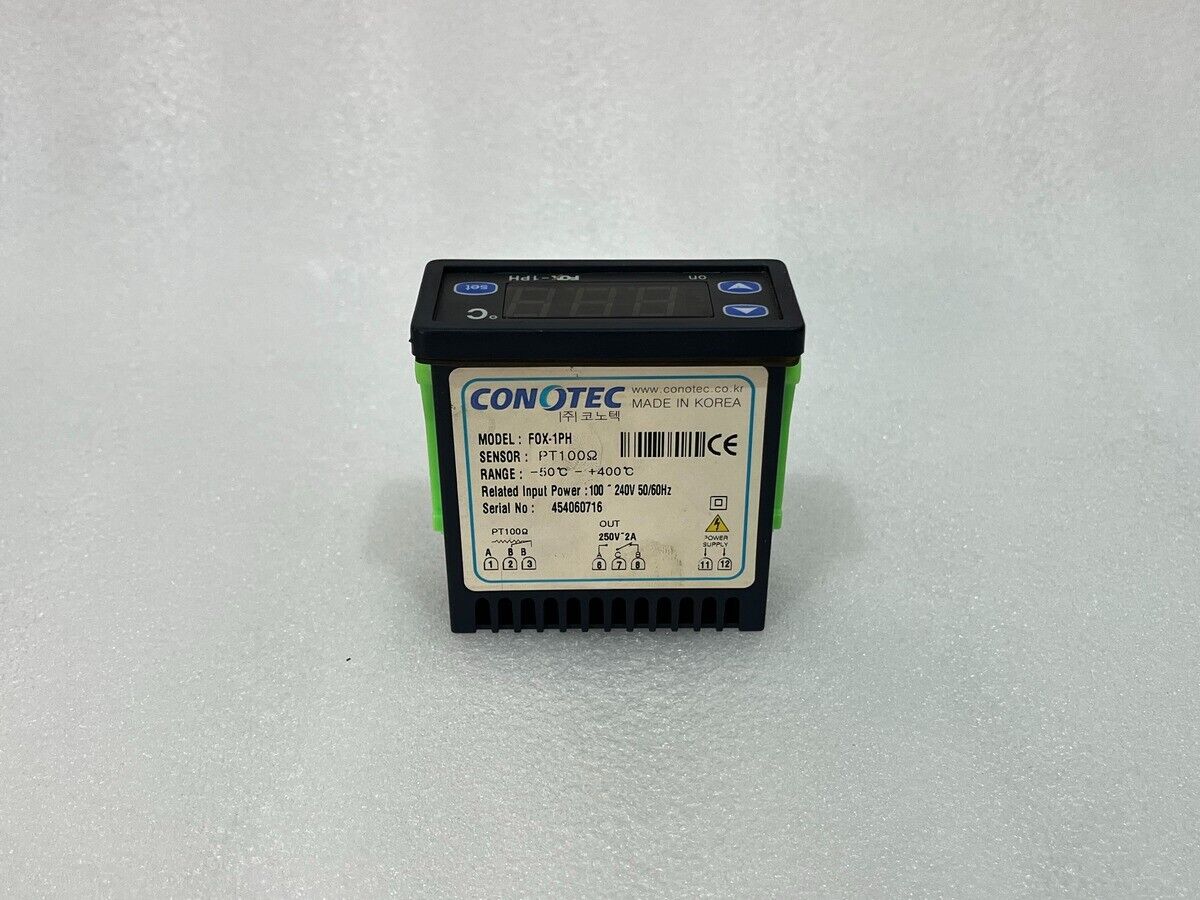 FOX-1PH
on
set
°C
CONOTEC www.conotec.co.kr
MADE IN KOREA
(주)코노텍
MODEL : FOX-1PH
CE
SENSOR : PT100Ω
RANGE : -50℃ ~ +400℃
Related Input Power : 100 ~ 240V 50/60Hz
Serial No : 454060716
PT100Ω
OUT
250V~2A
POWER
SUPPLY
A B B
A C B
1 2 3 6 7 8 11 12